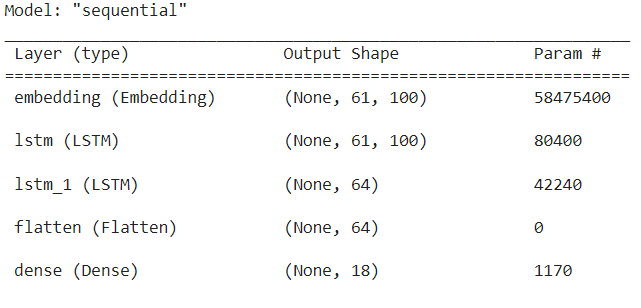 Model: "sequential"
Layer (type) Output Shape Param #
embedding (Embedding) (None, 61, 100) 58475400
lstm (LSTM) (None, 61, 100) 80400
lstm_1 (LSTM) (None, 64) 42240
flatten (Flatten) (None, 64) 0
dense (Dense) (None, 18) 1170